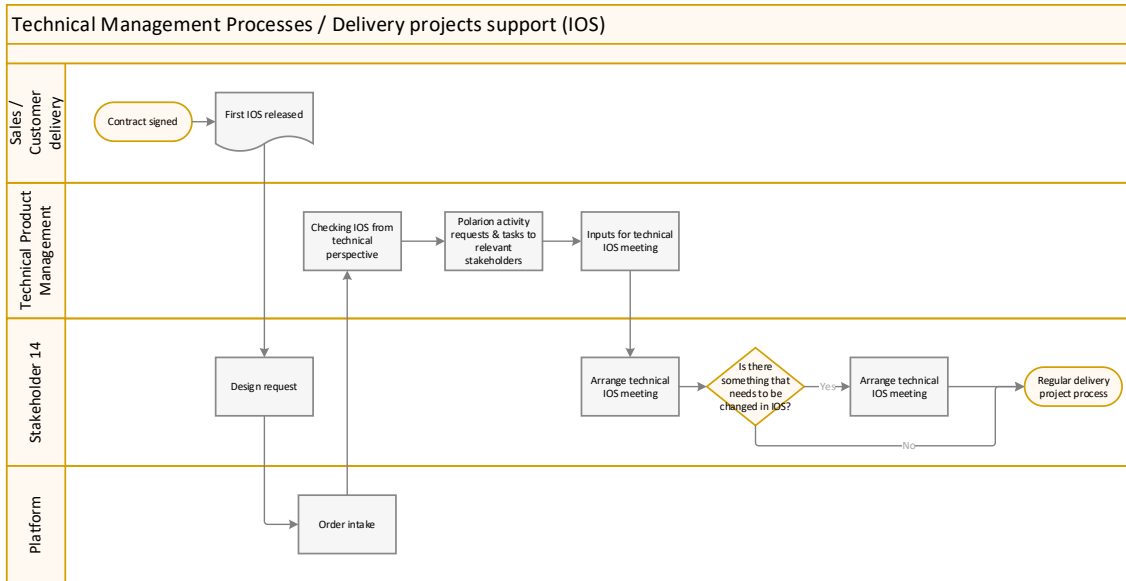 Technical Management Processes / Delivery projects support (IOS)
Sales /
Customer
delivery
Contract signed
First IOS released
Technical Product
Management
Checking IOS from
technical
perspective
Polarion activity
requests & tasks to
relevant
stakeholders
Inputs for technical
IOS meeting
Stakeholder 14
Design request
Arrange technical
IOS meeting
Is there
something that
needs to be
changed in IOS?
Yes
Arrange technical
IOS meeting
Regular delivery
project process
No
Platform
Order intake